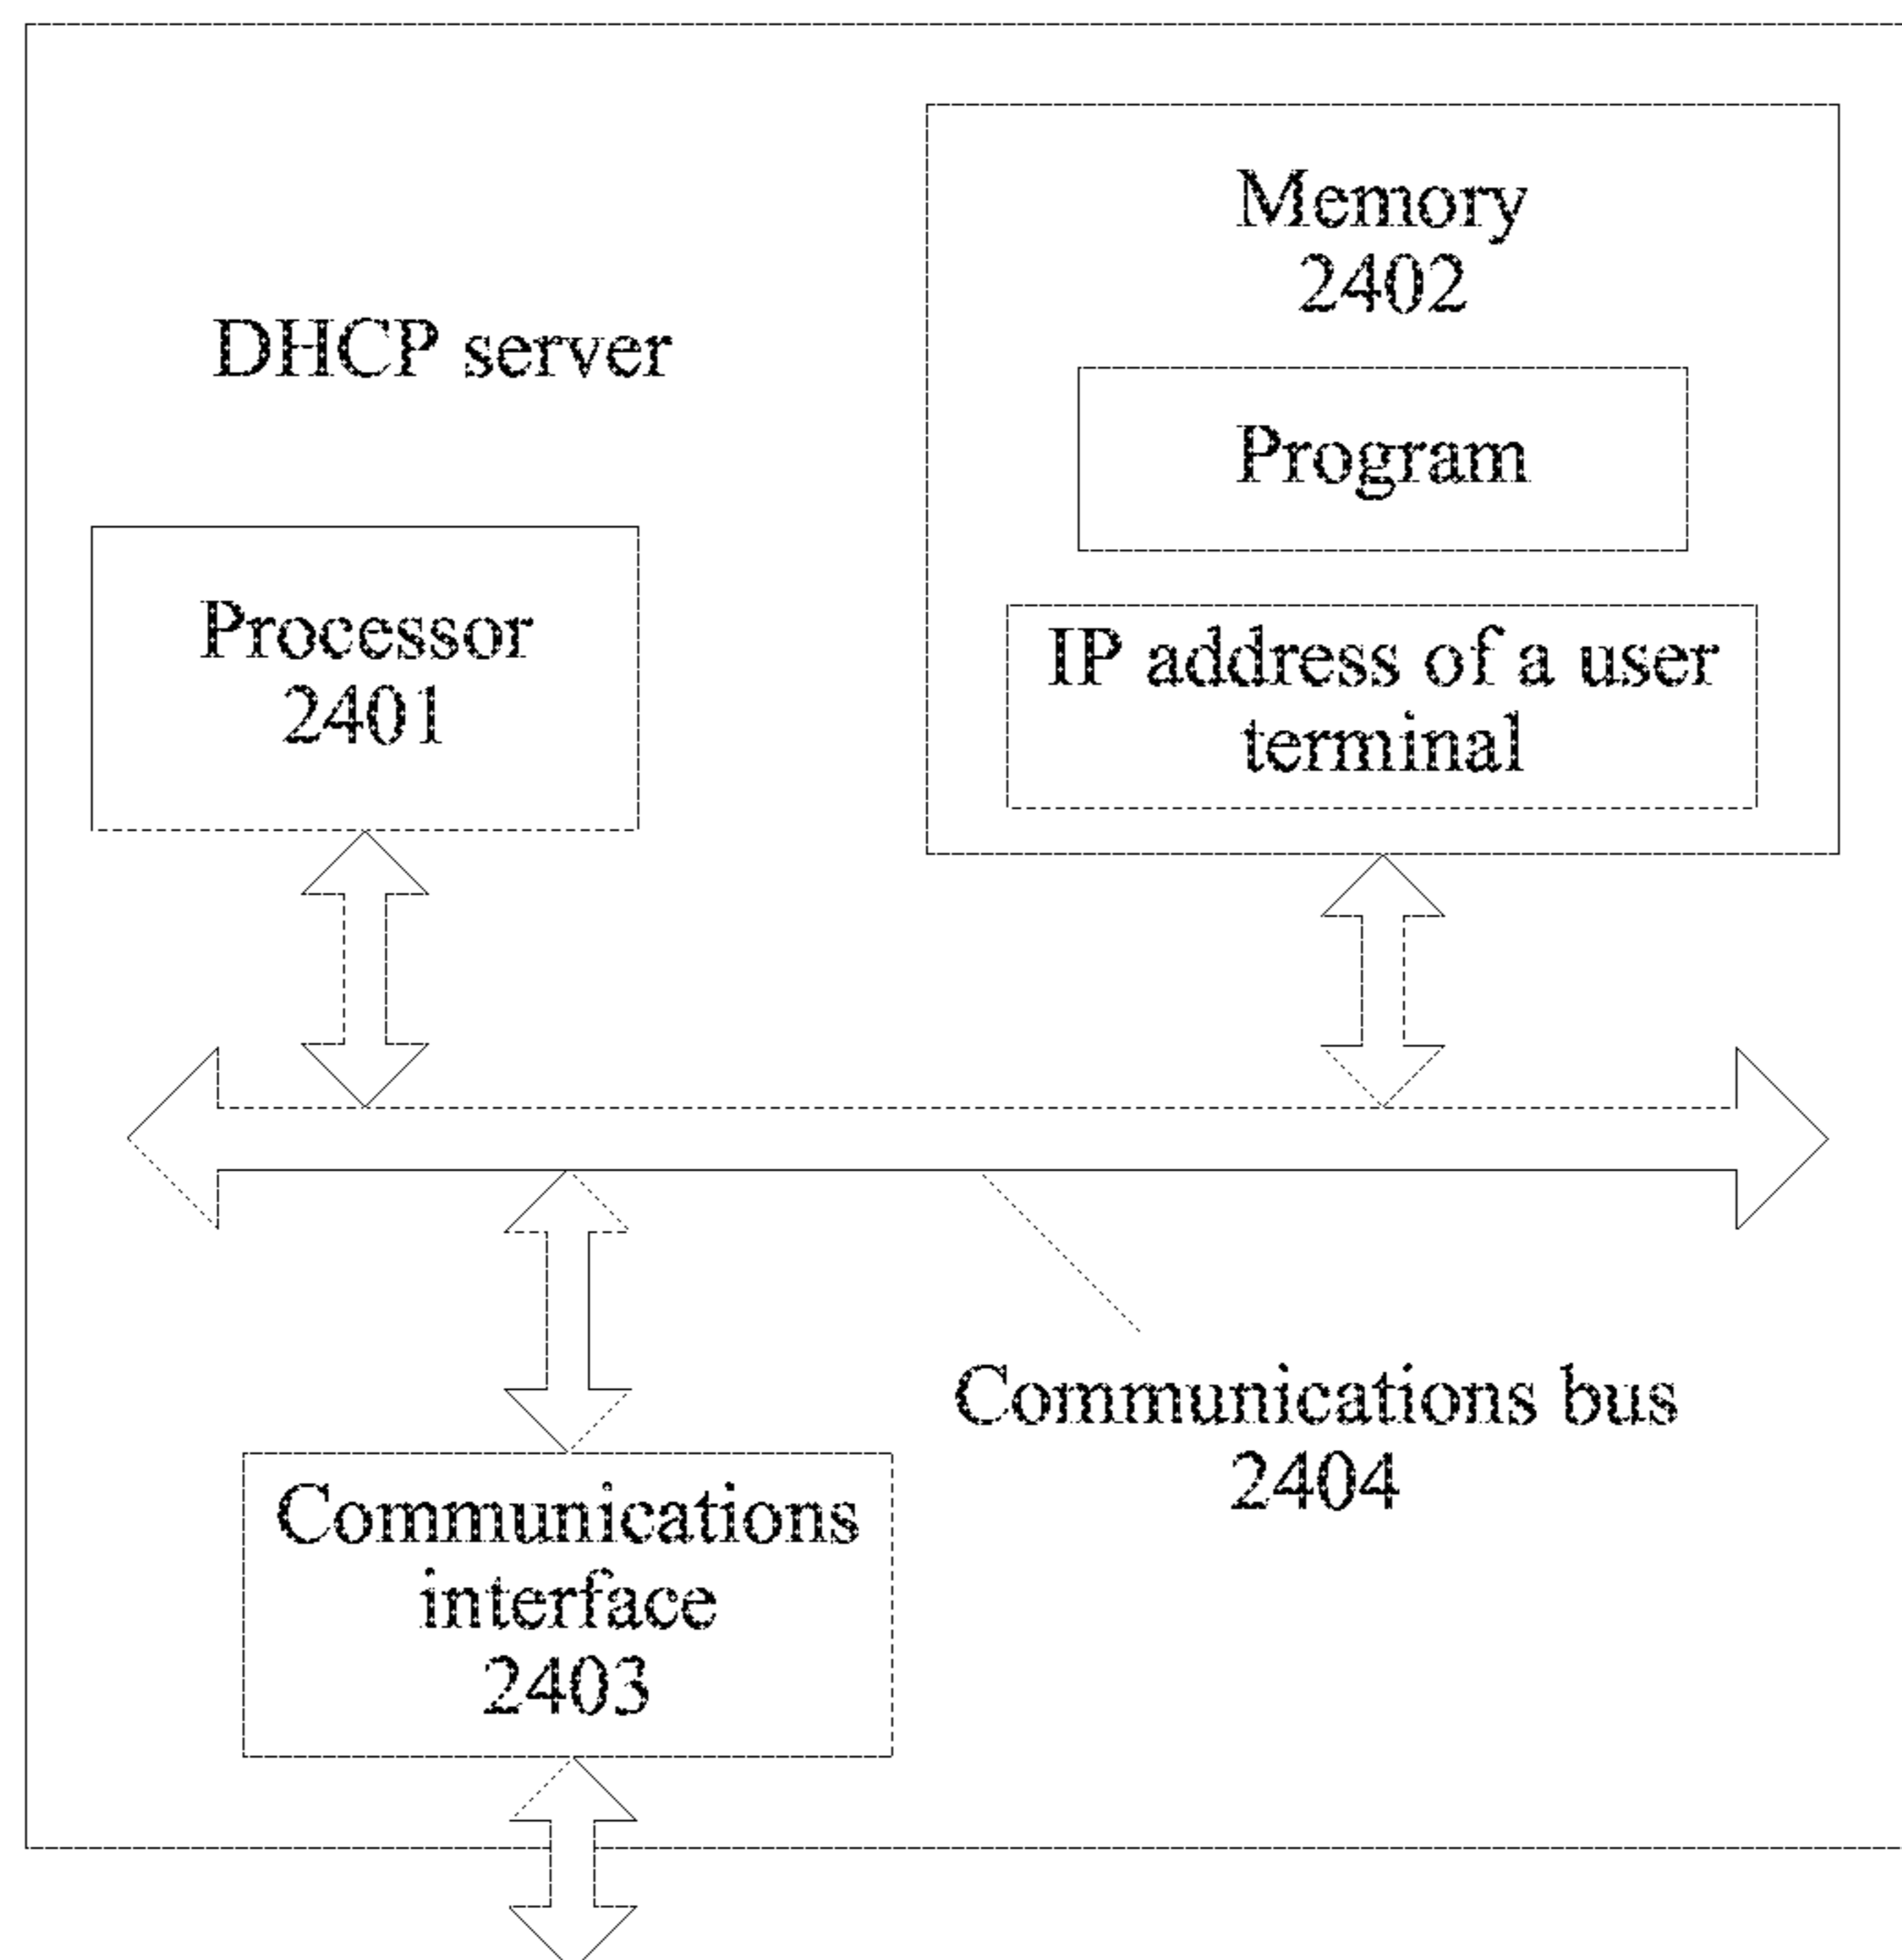 DHCP server
Memory
2402
Program
IP address of a user
terminal
Processor
2401
Communications bus
2404
Communications
interface
2403